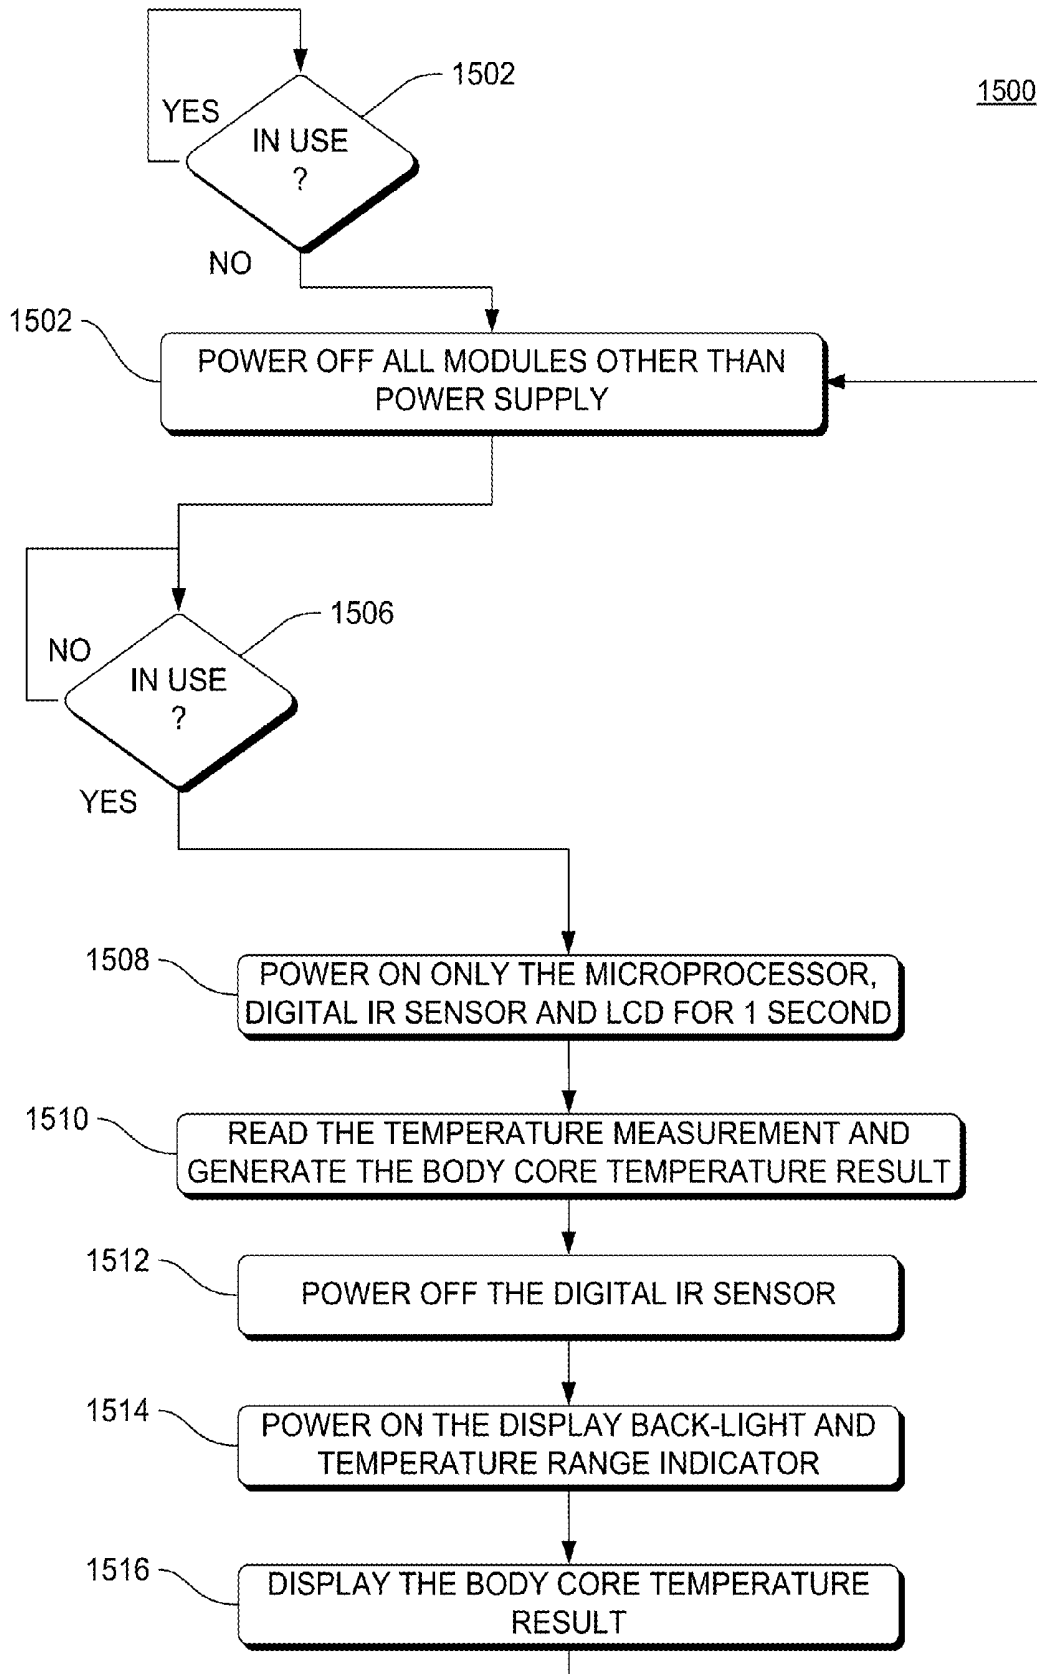 1502
1500
YES
IN USE
?
NO
1502
POWER OFF ALL MODULES OTHER THAN
POWER SUPPLY
1506
NO
IN USE
?
YES
1508
POWER ON ONLY THE MICROPROCESSOR,
DIGITAL IR SENSOR AND LCD FOR 1 SECOND
1510
READ THE TEMPERATURE MEASUREMENT AND
GENERATE THE BODY CORE TEMPERATURE RESULT
1512
POWER OFF THE DIGITAL IR SENSOR
1514
POWER ON THE DISPLAY BACK-LIGHT AND
TEMPERATURE RANGE INDICATOR
1516
DISPLAY THE BODY CORE TEMPERATURE
RESULT